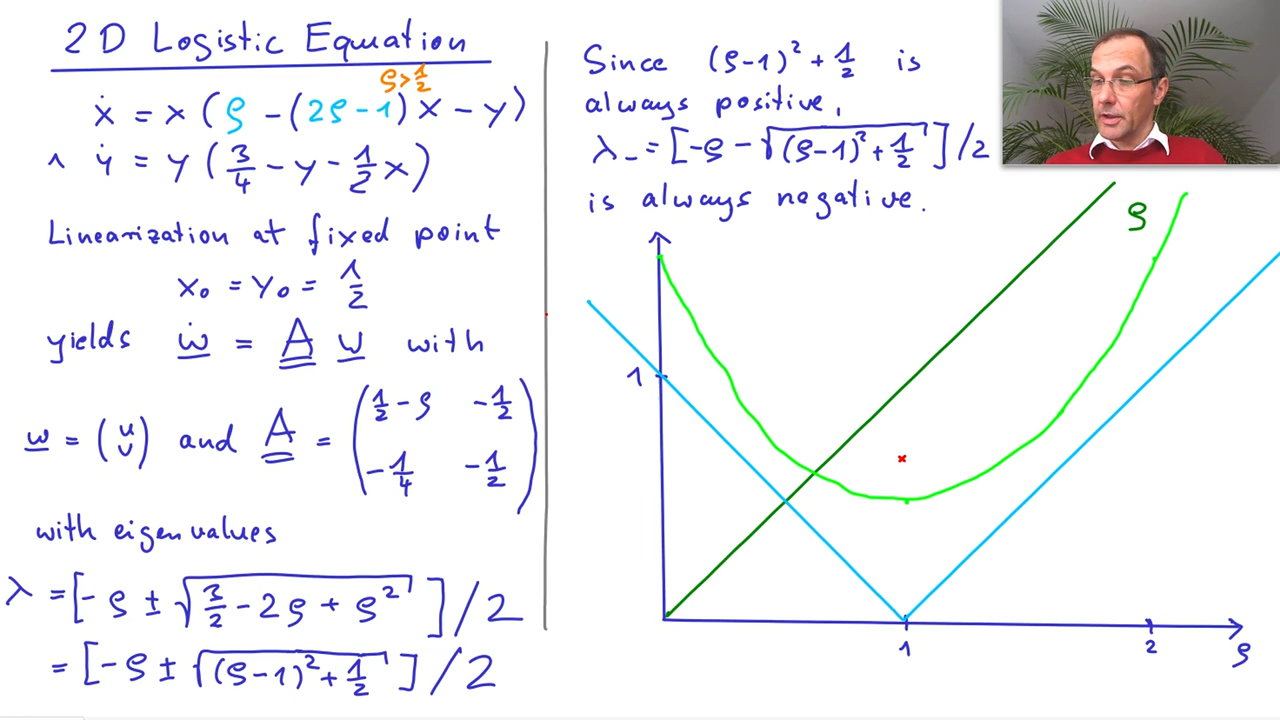 2D Logistic Equation
ρ>1/2
ẋ = x (ρ - (2ρ-1)x - y)
∧ ẏ = y (3/4 - y - 1/2 x)
Linearization at fixed point
x₀ = y₀ = 1/2
yields ẇ = A w with
w = (u v) and A = (1/2 - ρ -1/2
-1/4 -1/2)
with eigenvalues
λ = [-ρ ± √(3/2 - 2ρ + ρ²)]/2
= [-ρ ± √((ρ-1)² + 1/2)]/2
Since (ρ-1)² + 1/2 is
always positive,
λ₋ = [-ρ - √((ρ-1)² + 1/2)]/2
is always negative.
ρ
1
1
2
ρ